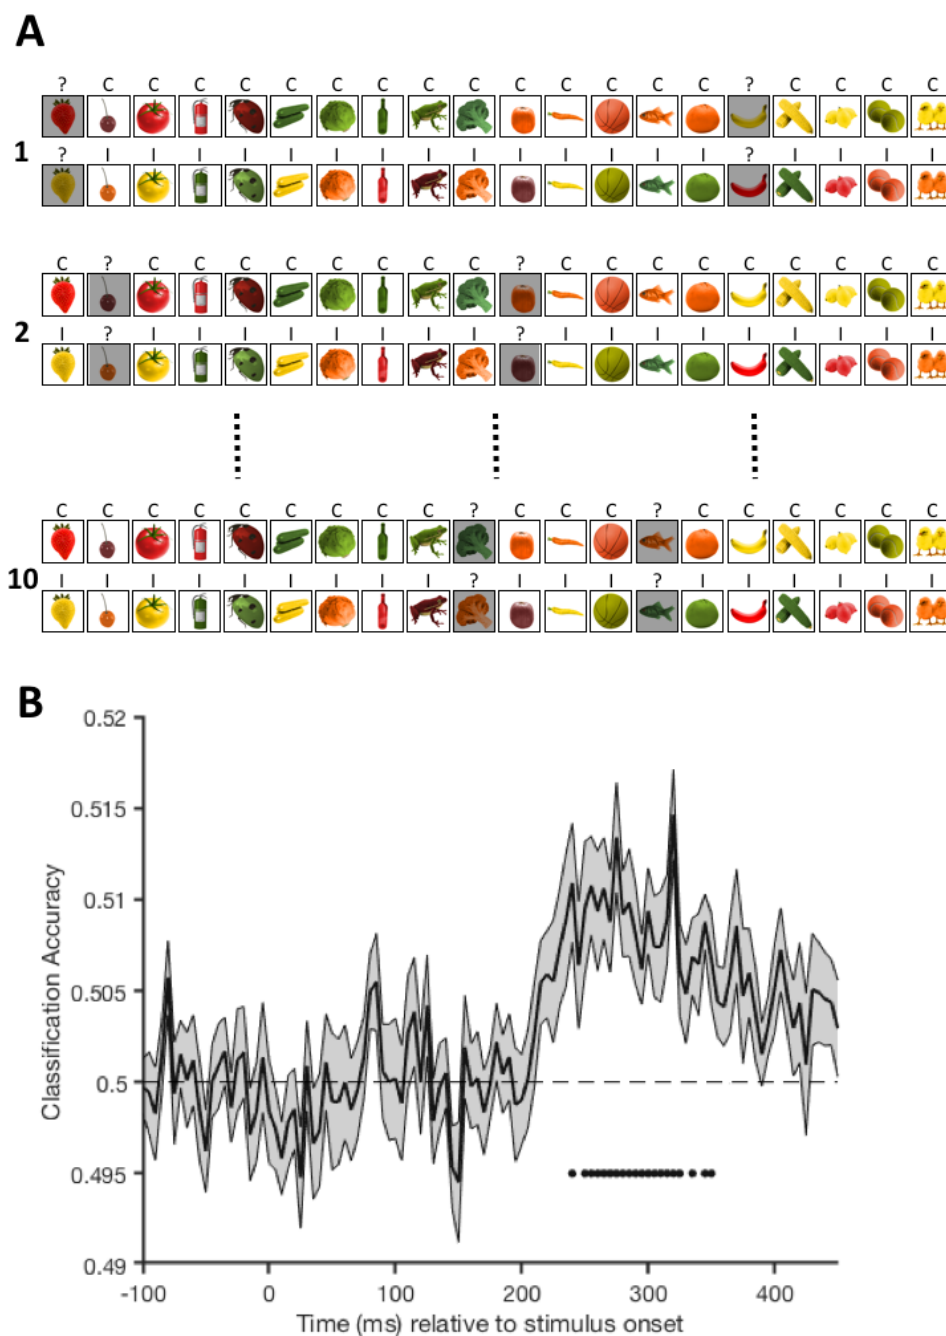 A
? C C C C C C C C C C C C C C ? C C C C
1
? I I I I I I I I I I I I I I ? I I I I
C ? C C C C C C C C ? C C C C C C C C C
2
I ? I I I I I I I I ? I I I I I I I I I
C C C C C C C C C ? C C C ? C C C C C C
10
I I I I I I I I I ? I I I ? I I I I I I
B
0.52
0.515
0.51
0.505
0.5
0.495
0.49
Classification Accuracy
-100 0 100 200 300 400
Time (ms) relative to stimulus onset